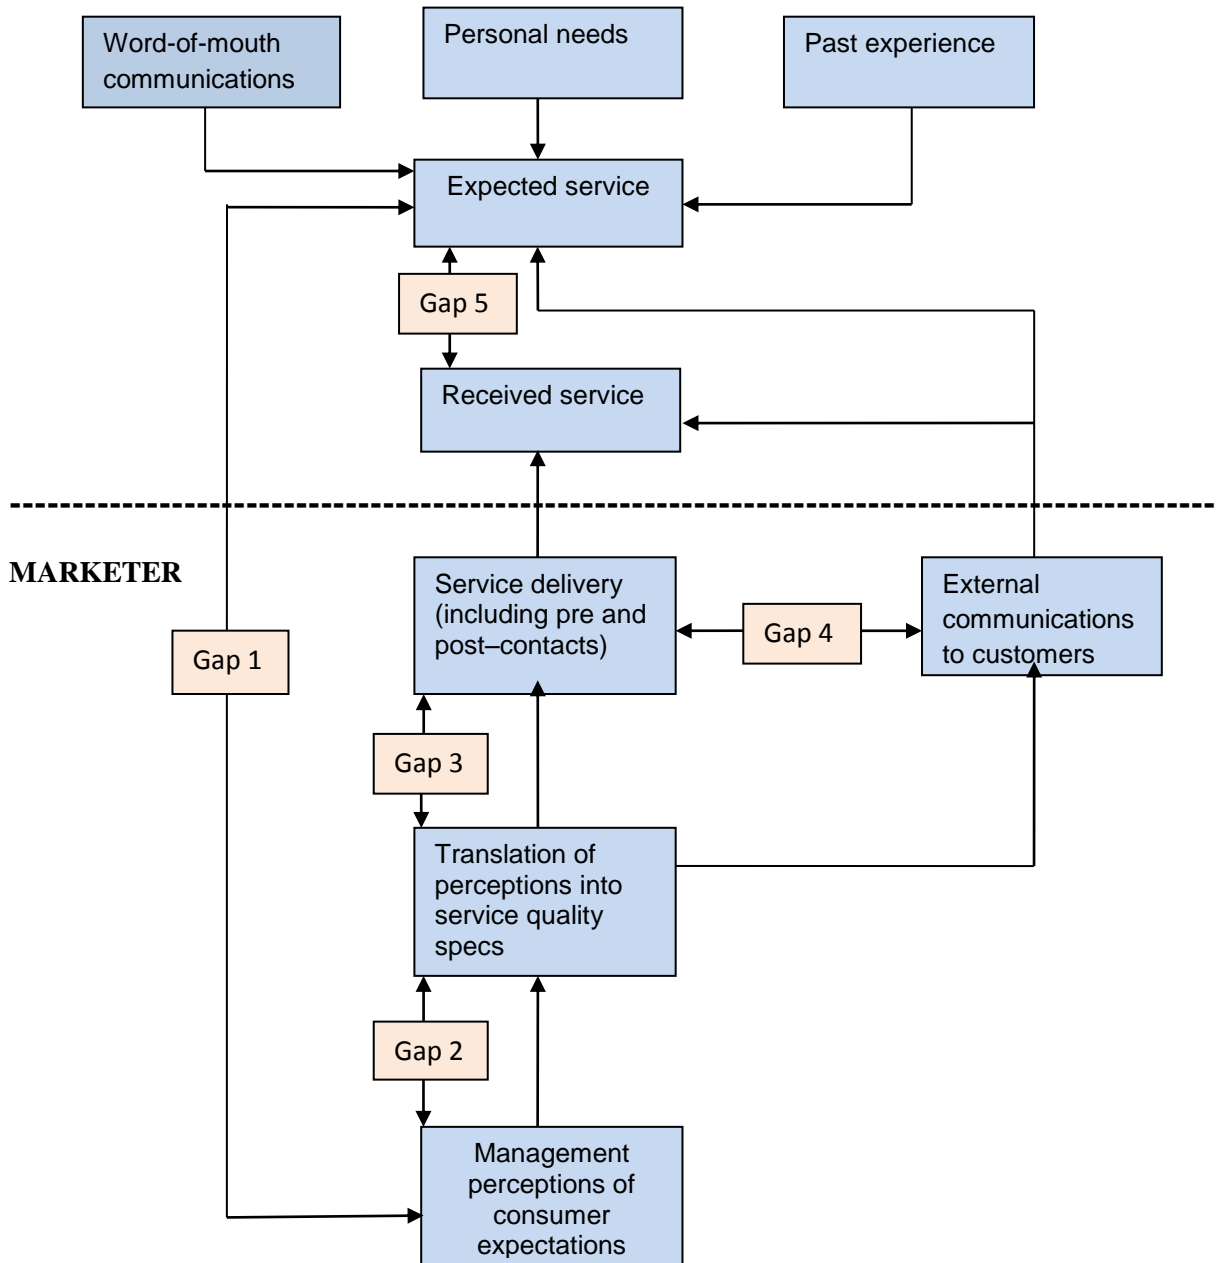 Word-of-mouth
communications
Personal needs
Past experience
Expected service
Gap 5
Received service
MARKETER
Service delivery
(including pre and
post–contacts)
Gap 4
External
communications
to customers
Gap 1
Gap 3
Translation of
perceptions into
service quality
specs
Gap 2
Management
perceptions of
consumer
expectations